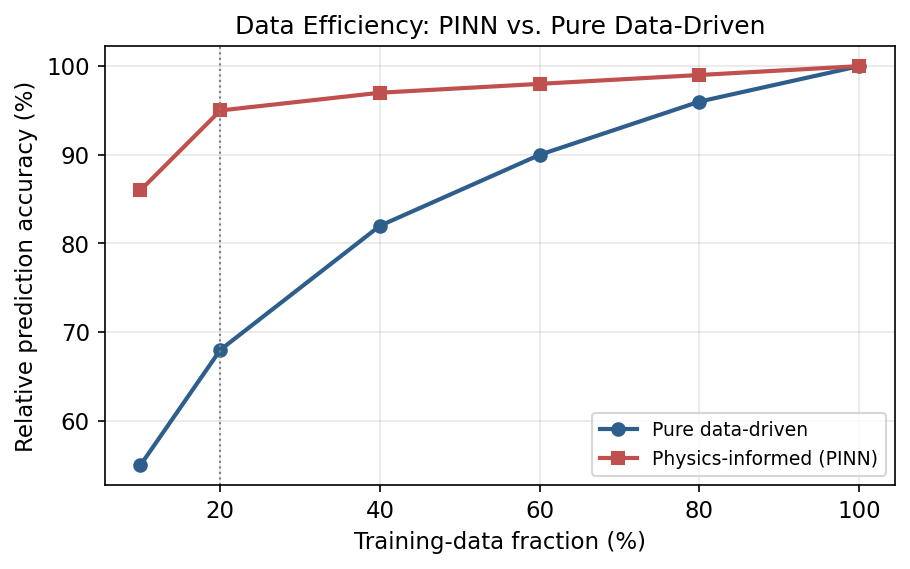 Data Efficiency: PINN vs. Pure Data-Driven
Relative prediction accuracy (%)
100
90
80
70
60
Pure data-driven
Physics-informed (PINN)
20 40 60 80 100
Training-data fraction (%)